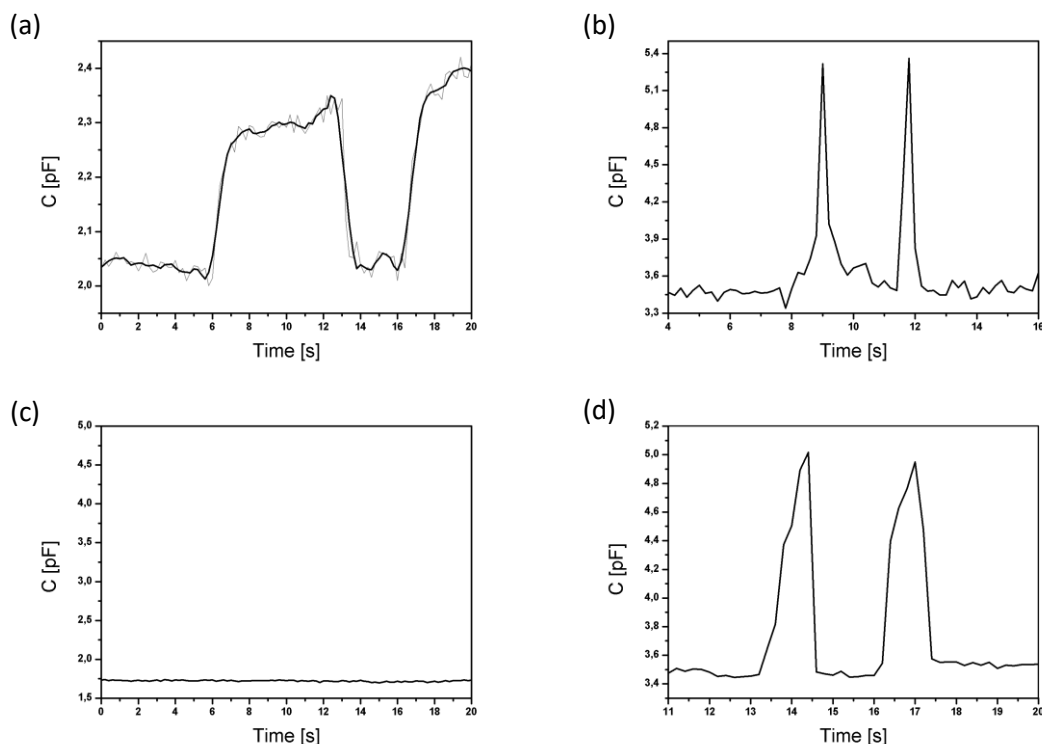 (a)
2,4
2,3
2,2
2,1
2,0
C [pF]
0 2 4 6 8 10 12 14 16 18 20
Time [s]
(b)
5,4
5,1
4,8
4,5
4,2
3,9
3,6
3,3
C [pF]
4 6 8 10 12 14 16
Time [s]
(c)
5,0
4,5
4,0
3,5
3,0
2,5
2,0
1,5
C [pF]
0 2 4 6 8 10 12 14 16 18 20
Time [s]
(d)
5,2
5,0
4,8
4,6
4,4
4,2
4,0
3,8
3,6
3,4
C [pF]
11 12 13 14 15 16 17 18 19 20
Time [s]